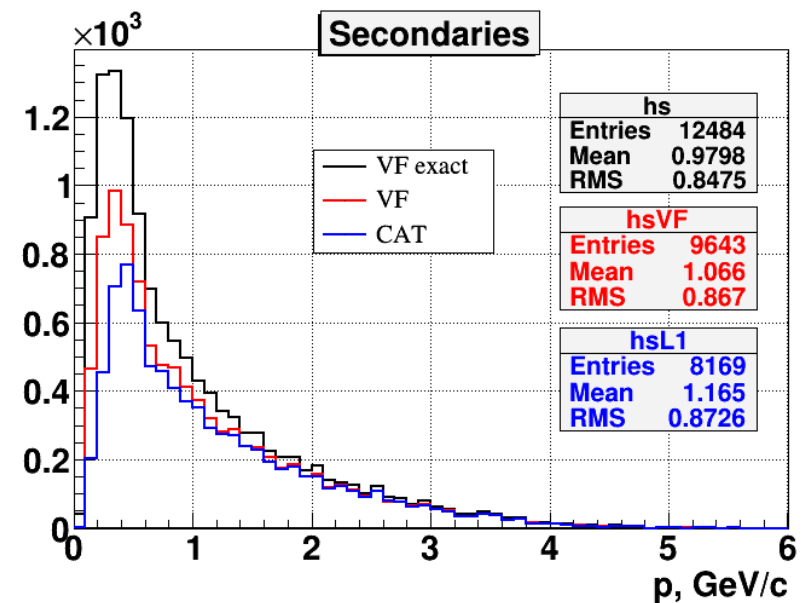 ×10³
Secondaries
1.2
1
0.8
0.6
0.4
0.2
0
VF exact
VF
CAT
hs
Entries 12484
Mean 0.9798
RMS 0.8475
hsVF
Entries 9643
Mean 1.066
RMS 0.867
hsL1
Entries 8169
Mean 1.165
RMS 0.8726
0 1 2 3 4 5 6
p, GeV/c